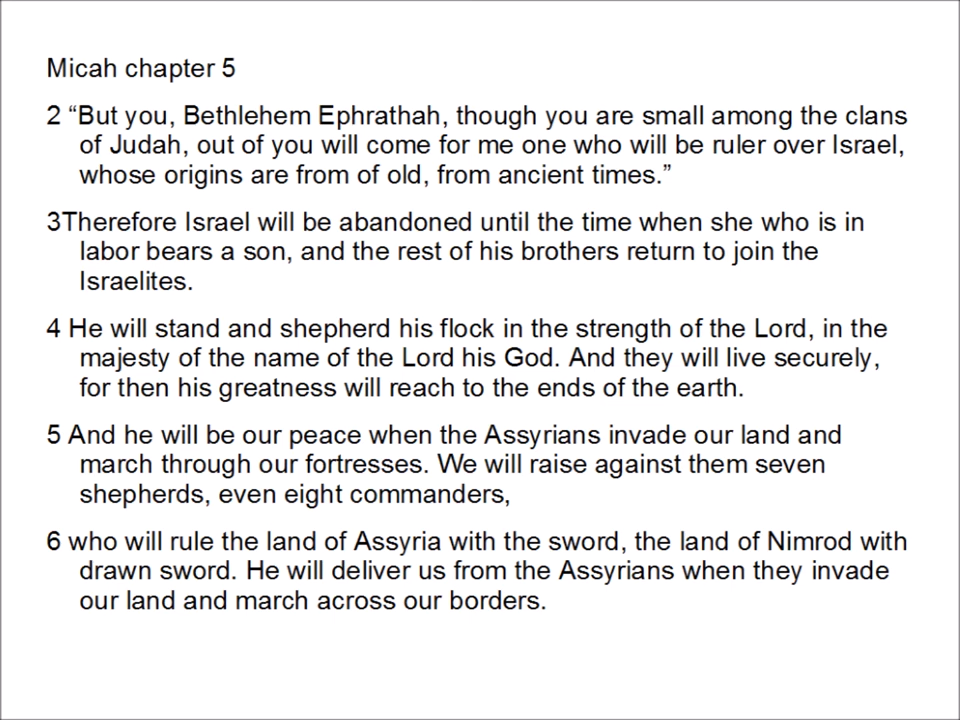 Micah chapter 5
2 “But you, Bethlehem Ephrathah, though you are small among the clans
of Judah, out of you will come for me one who will be ruler over Israel,
whose origins are from of old, from ancient times.”
3Therefore Israel will be abandoned until the time when she who is in
labor bears a son, and the rest of his brothers return to join the
Israelites.
4 He will stand and shepherd his flock in the strength of the Lord, in the
majesty of the name of the Lord his God. And they will live securely,
for then his greatness will reach to the ends of the earth.
5 And he will be our peace when the Assyrians invade our land and
march through our fortresses. We will raise against them seven
shepherds, even eight commanders,
6 who will rule the land of Assyria with the sword, the land of Nimrod with
drawn sword. He will deliver us from the Assyrians when they invade
our land and march across our borders.